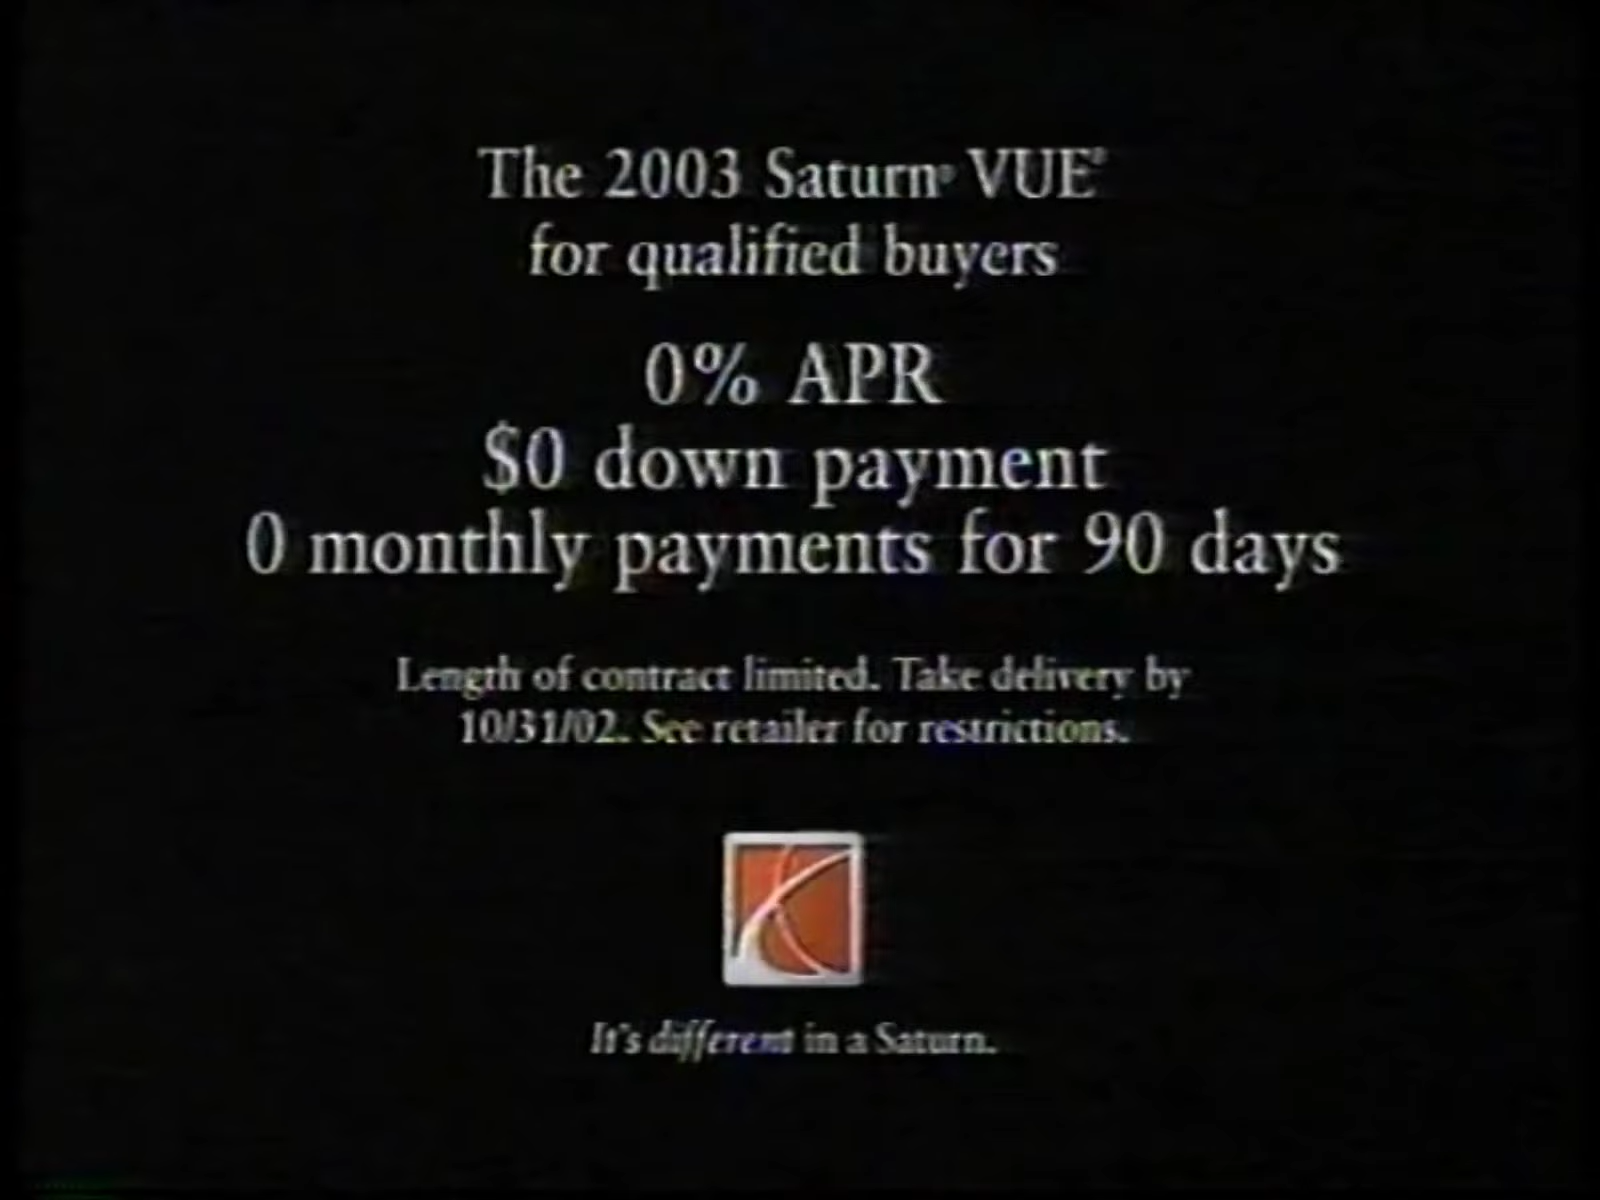 The 2003 Saturn® VUE®
for qualified buyers
0% APR
$0 down payment
0 monthly payments for 90 days
Length of contract limited. Take delivery by
10/31/02. See retailer for restrictions.
It's different in a Saturn.